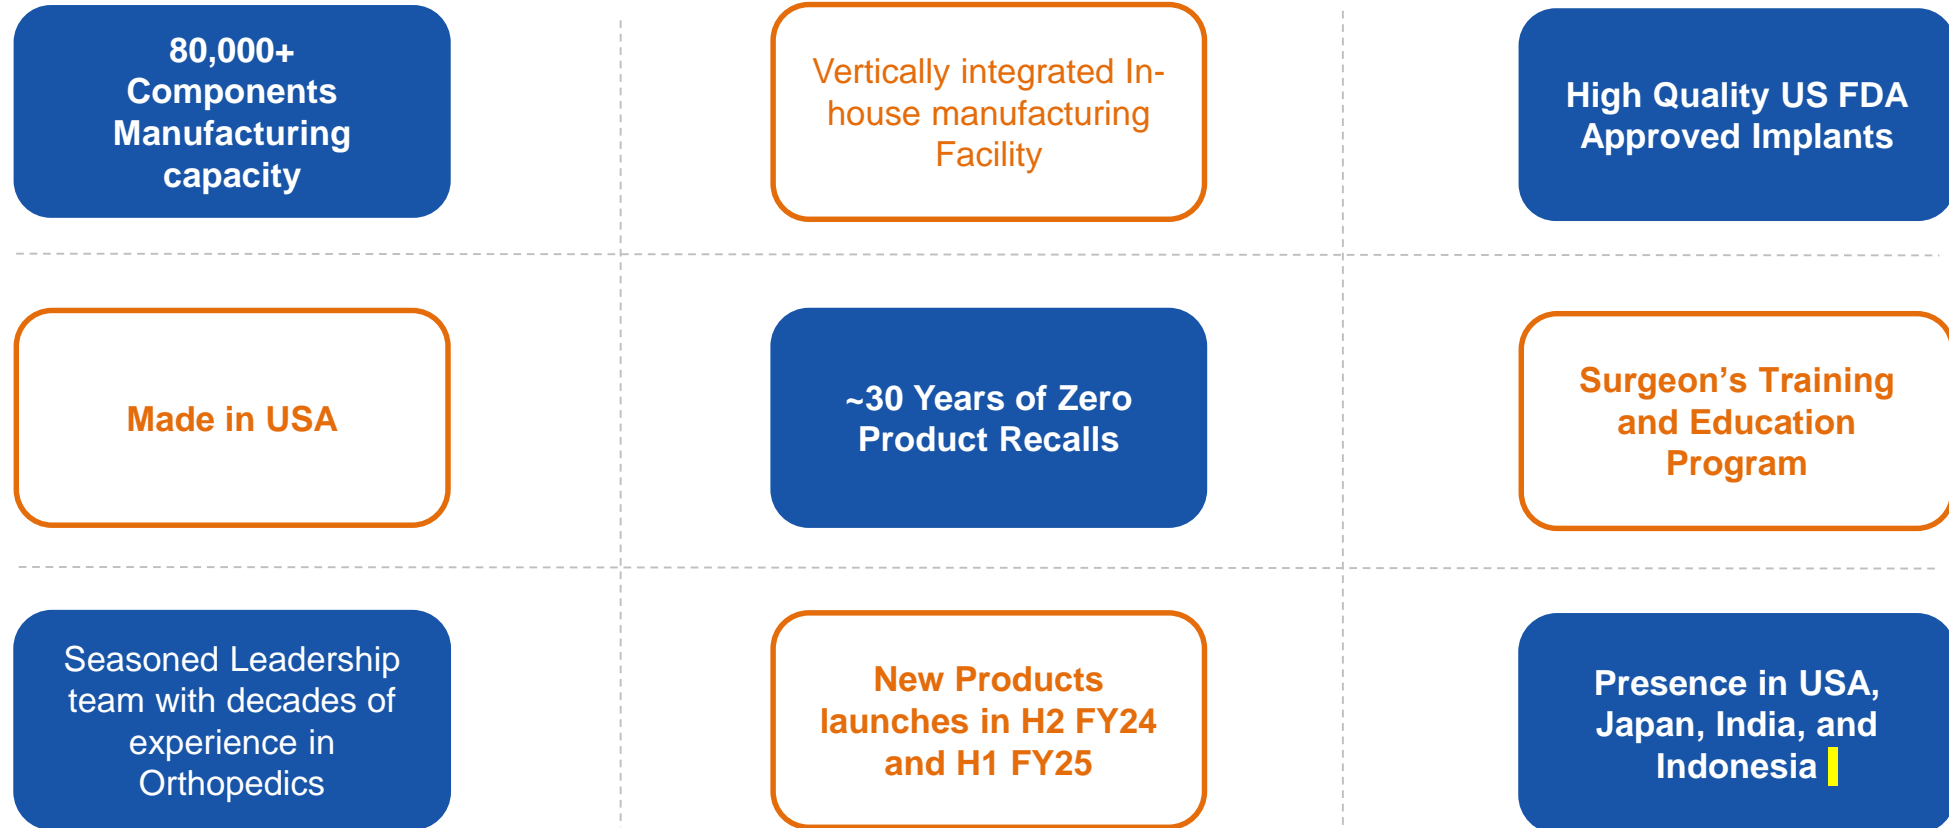 80,000+
Components
Manufacturing
capacity
Vertically integrated In-
house manufacturing
Facility
High Quality US FDA
Approved Implants
Made in USA
~30 Years of Zero
Product Recalls
Surgeon’s Training
and Education
Program
Seasoned Leadership
team with decades of
experience in
Orthopedics
New Products
launches in H2 FY24
and H1 FY25
Presence in USA,
Japan, India, and
Indonesia